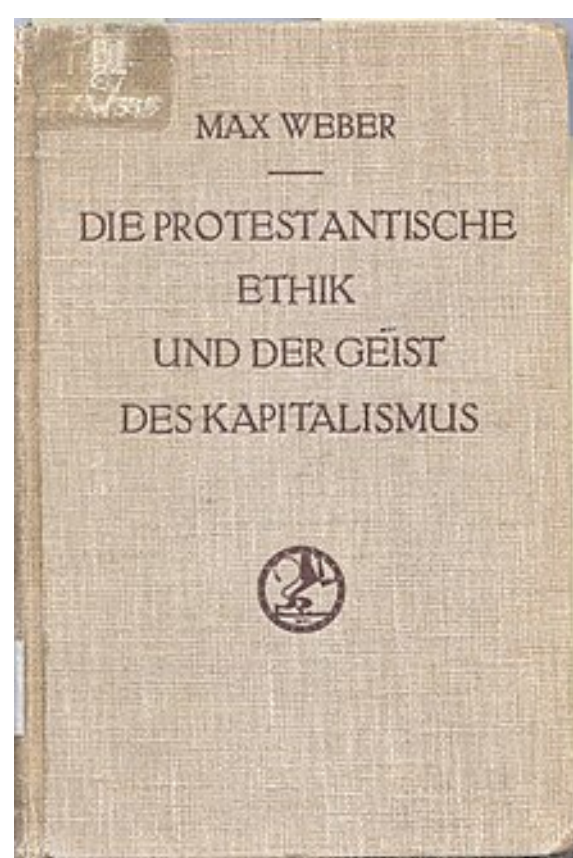 MAX WEBER
DIE PROTESTANTISCHE
ETHIK
UND DER GEIST
DES KAPITALISMUS